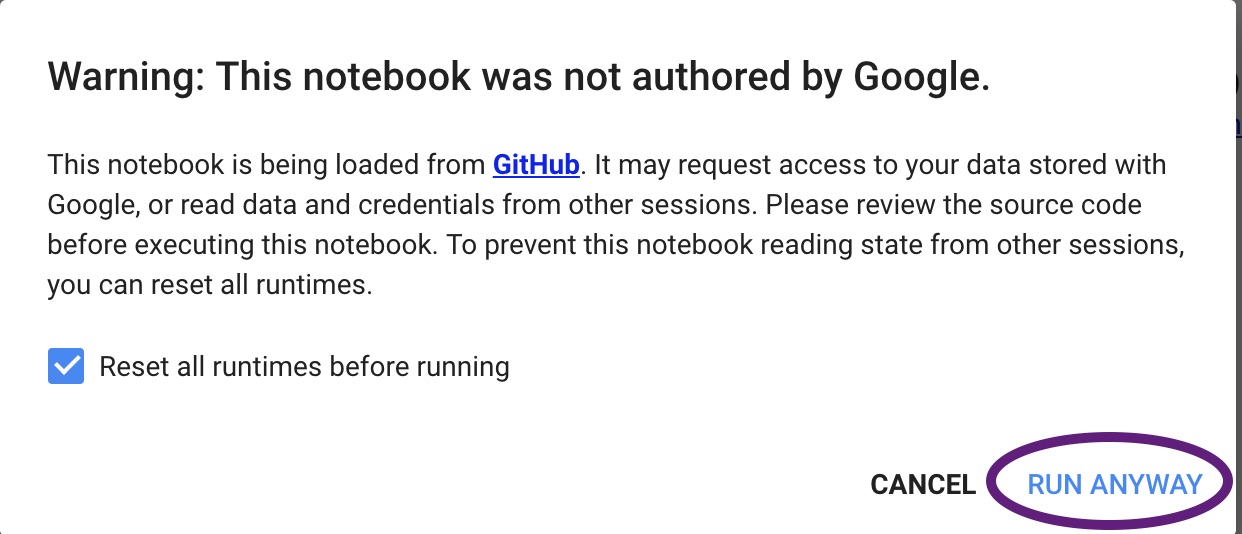 Warning: This notebook was not authored by Google.
This notebook is being loaded from GitHub. It may request access to your data stored with
Google, or read data and credentials from other sessions. Please review the source code
before executing this notebook. To prevent this notebook reading state from other sessions,
you can reset all runtimes.
Reset all runtimes before running
CANCEL RUN ANYWAY